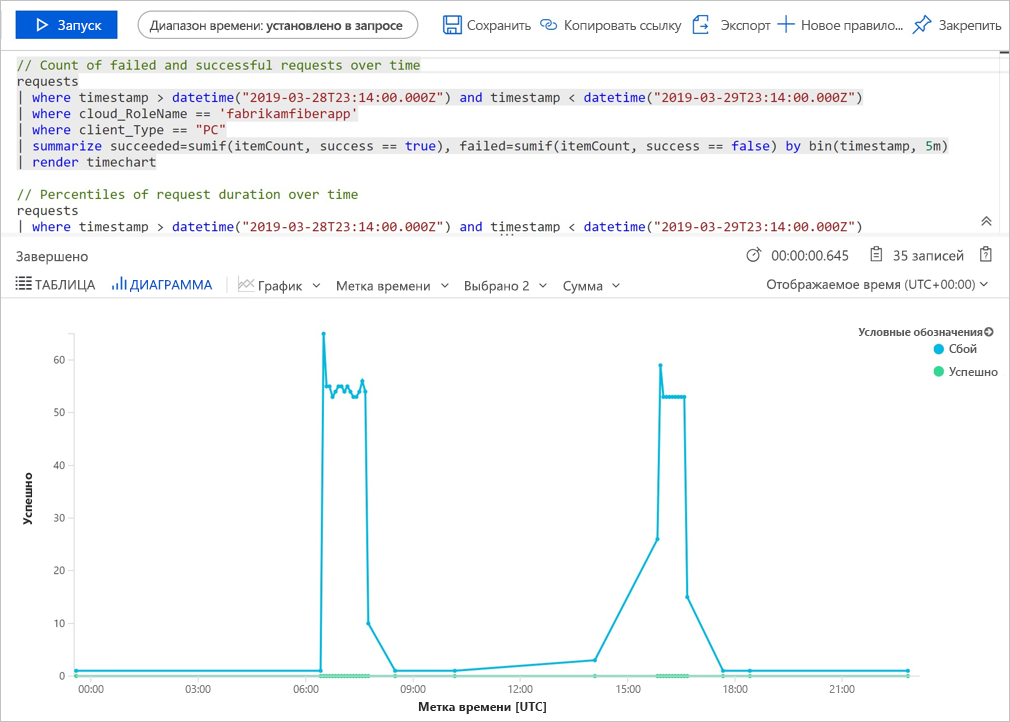 Запуск Диапазон времени: установлено в запросе Сохранить Копировать ссылку Экспорт Новое правило... Закрепить
// Count of failed and successful requests over time
requests
| where timestamp > datetime("2019-03-28T23:14:00.000Z") and timestamp < datetime("2019-03-29T23:14:00.000Z")
| where cloud_RoleName == 'fabrikamfiberapp'
| where client_Type == "PC"
| summarize succeeded=sumif(itemCount, success == true), failed=sumif(itemCount, success == false) by bin(timestamp, 5m)
| render timechart
// Percentiles of request duration over time
requests
| where timestamp > datetime("2019-03-28T23:14:00.000Z") and timestamp < datetime("2019-03-29T23:14:00.000Z")
Завершено 00:00:00.645 35 записей
ТАБЛИЦА ДИАГРАММА График Метка времени Выбрано 2 Сумма Отображаемое время (UTC+00:00)
Условные обозначения
Сбой
Успешно
60
50
40
30
20
10
0
Успешно
00:00 03:00 06:00 09:00 12:00 15:00 18:00 21:00
Метка времени [UTC]